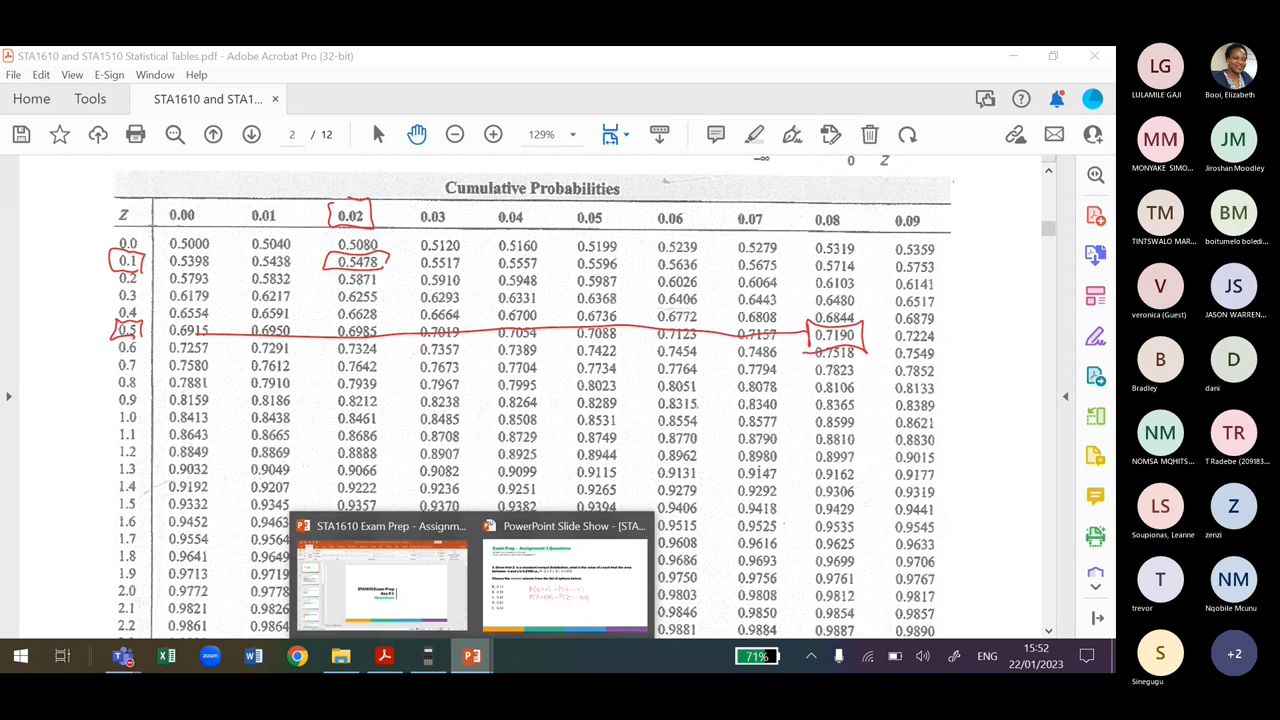 STA1610 and STA1510 Statistical Tables.pdf - Adobe Acrobat Pro (32-bit)
File Edit View E-Sign Window Help
Home Tools STA1610 and STA1... ×
2 / 12 129%
-∞ 0 Z
Cumulative Probabilities
Z 0.00 0.01 0.02 0.03 0.04 0.05 0.06 0.07 0.08 0.09
0.0 0.5000 0.5040 0.5080 0.5120 0.5160 0.5199 0.5239 0.5279 0.5319 0.5359
0.1 0.5398 0.5438 0.5478 0.5517 0.5557 0.5596 0.5636 0.5675 0.5714 0.5753
0.2 0.5793 0.5832 0.5871 0.5910 0.5948 0.5987 0.6026 0.6064 0.6103 0.6141
0.3 0.6179 0.6217 0.6255 0.6293 0.6331 0.6368 0.6406 0.6443 0.6480 0.6517
0.4 0.6554 0.6591 0.6628 0.6664 0.6700 0.6736 0.6772 0.6808 0.6844 0.6879
0.5 0.6915 0.6950 0.6985 0.7019 0.7054 0.7088 0.7123 0.7157 0.7190 0.7224
0.6 0.7257 0.7291 0.7324 0.7357 0.7389 0.7422 0.7454 0.7486 0.7518 0.7549
0.7 0.7580 0.7612 0.7642 0.7673 0.7704 0.7734 0.7764 0.7794 0.7823 0.7852
0.8 0.7881 0.7910 0.7939 0.7967 0.7995 0.8023 0.8051 0.8078 0.8106 0.8133
0.9 0.8159 0.8186 0.8212 0.8238 0.8264 0.8289 0.8315 0.8340 0.8365 0.8389
1.0 0.8413 0.8438 0.8461 0.8485 0.8508 0.8531 0.8554 0.8577 0.8599 0.8621
1.1 0.8643 0.8665 0.8686 0.8708 0.8729 0.8749 0.8770 0.8790 0.8810 0.8830
1.2 0.8849 0.8869 0.8888 0.8907 0.8925 0.8944 0.8962 0.8980 0.8997 0.9015
1.3 0.9032 0.9049 0.9066 0.9082 0.9099 0.9115 0.9131 0.9147 0.9162 0.9177
1.4 0.9192 0.9207 0.9222 0.9236 0.9251 0.9265 0.9279 0.9292 0.9306 0.9319
1.5 0.9332 0.9345 0.9357 0.9370 0.9382 0.9394 0.9406 0.9418 0.9429 0.9441
1.6 0.9452 0.9463 0.9515 0.9525 0.9535 0.9545
1.7 0.9554 0.9564 0.9608 0.9616 0.9625 0.9633
1.8 0.9641 0.9649 0.9686 0.9693 0.9699 0.9706
1.9 0.9713 0.9719 0.9750 0.9756 0.9761 0.9767
2.0 0.9772 0.9778 0.9803 0.9808 0.9812 0.9817
2.1 0.9821 0.9826 0.9846 0.9850 0.9854 0.9857
2.2 0.9861 0.9864 0.9881 0.9884 0.9887 0.9890
STA1610 Exam Prep - Assignm...
STA1610 Exam Prep
Ass # 3
Questions
PowerPoint Slide Show - [STA...
Exam Prep - Assignment 3 Questions
Choose the correct answer from the list of options below:
71% ENG 15:52
22/01/2023
LG
LULAMILE GAJI
Booi, Elizabeth
MM
MONYAKE SIMO...
JM
Jiroshan Moodley
TM
TINTSWALO MAR...
BM
boitumelo boledi...
V
veronica (Guest)
JS
JASON WARREN...
B
Bradley
D
dani
NM
NOMSA MQHITS...
TR
T Radebe (209183...
LS
Soupionas, Leanne
Z
zenzi
T
trevor
NM
Nqobile Mcunu
S
Sinegugu
+2